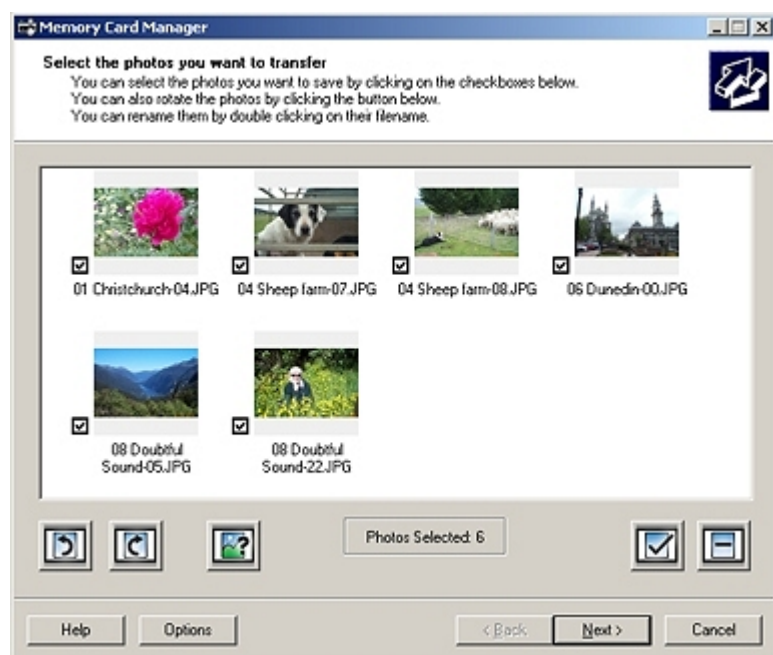 Memory Card Manager
Select the photos you want to transfer
You can select the photos you want to save by clicking on the checkboxes below.
You can also rotate the photos by clicking the button below.
You can rename them by double clicking on their filename.
01 Christchurch-04.JPG
04 Sheep farm-07.JPG
04 Sheep farm-08.JPG
06 Dunedin-00.JPG
08 Doubtful
Sound-05.JPG
08 Doubtful
Sound-22.JPG
Photos Selected: 6
Help
Options
< Back
Next >
Cancel